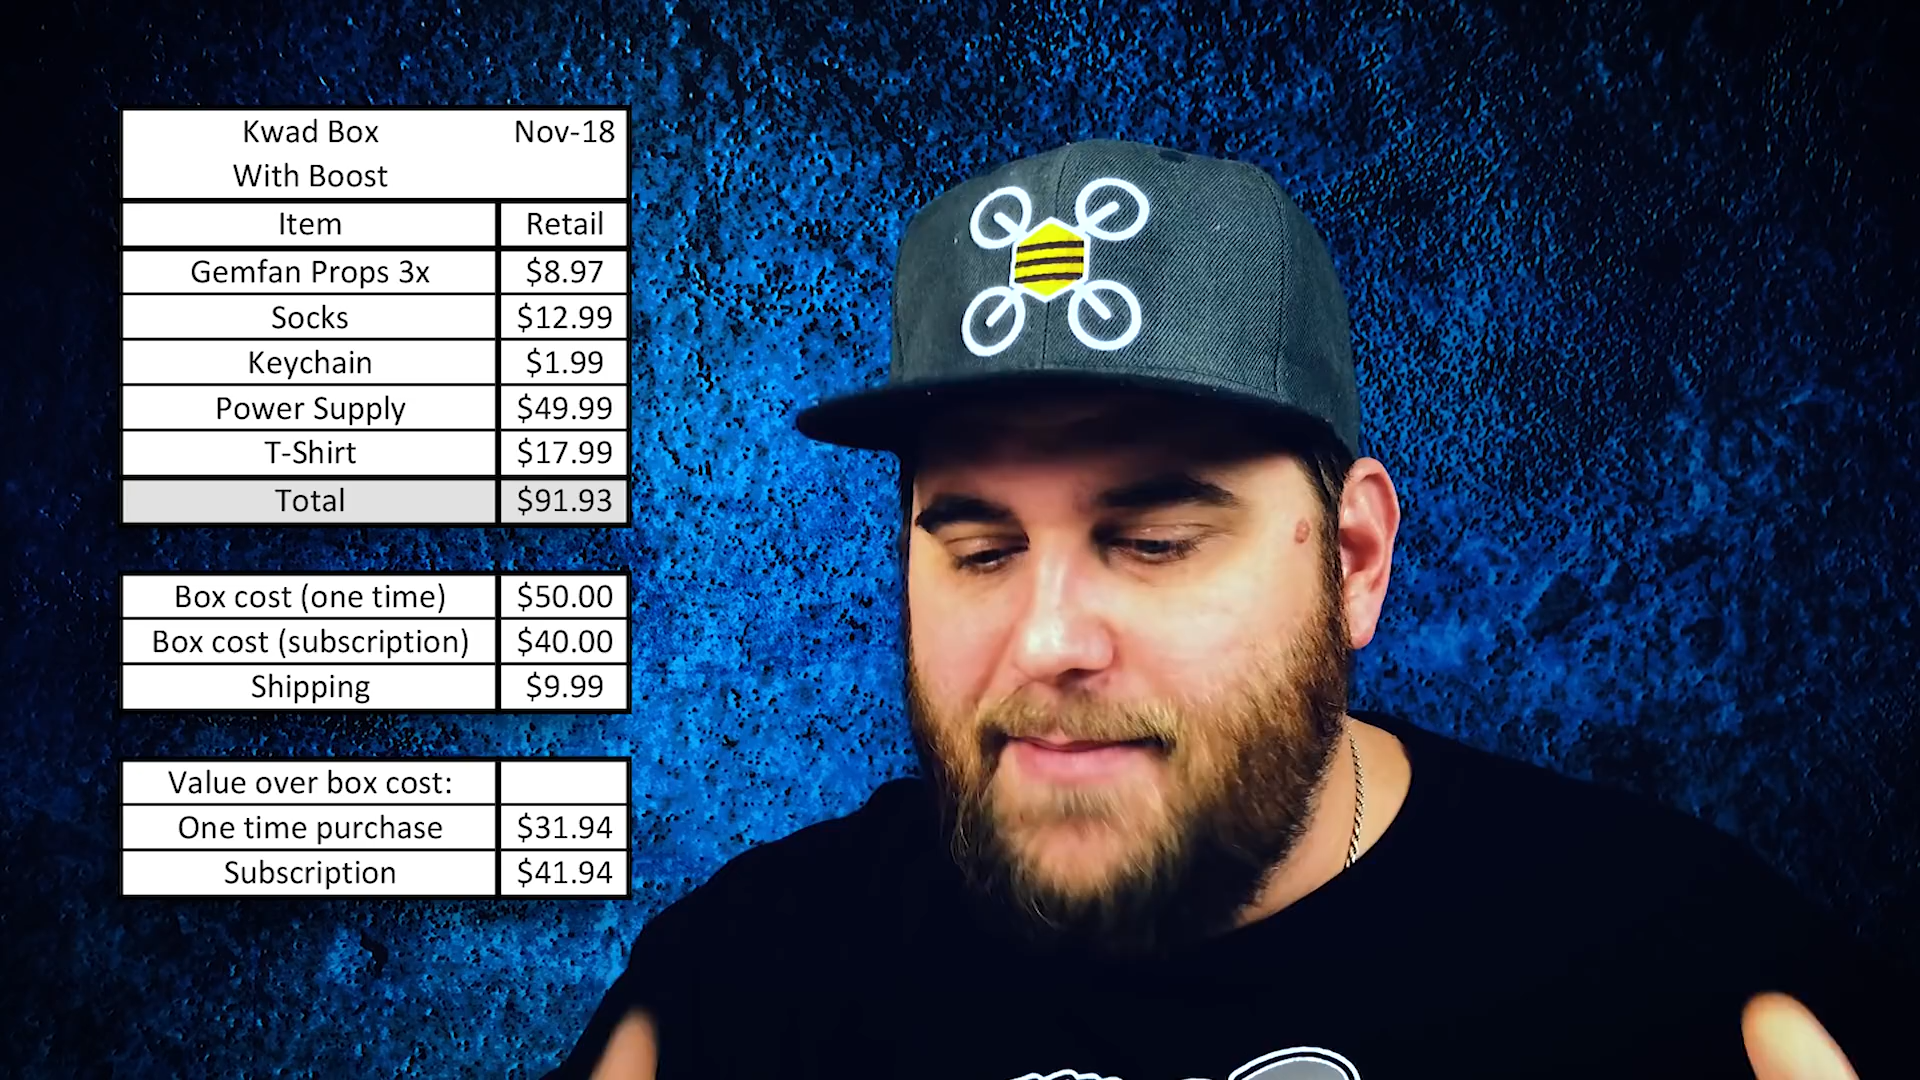 Kwad Box Nov-18
With Boost
Item Retail
Gemfan Props 3x $8.97
Socks $12.99
Keychain $1.99
Power Supply $49.99
T-Shirt $17.99
Total $91.93
Box cost (one time) $50.00
Box cost (subscription) $40.00
Shipping $9.99
Value over box cost:
One time purchase $31.94
Subscription $41.94